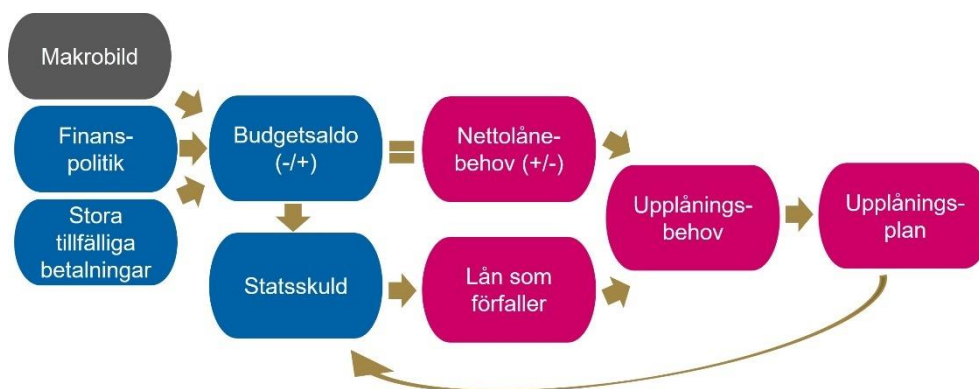 Makrobild
Finans-
politik
Stora
tillfälliga
betalningar
Budgetsaldo
(-/+)
Statsskuld
Nettolåne-
behov (+/-)
Lån som
förfaller
Upplånings-
behov
Upplånings-
plan